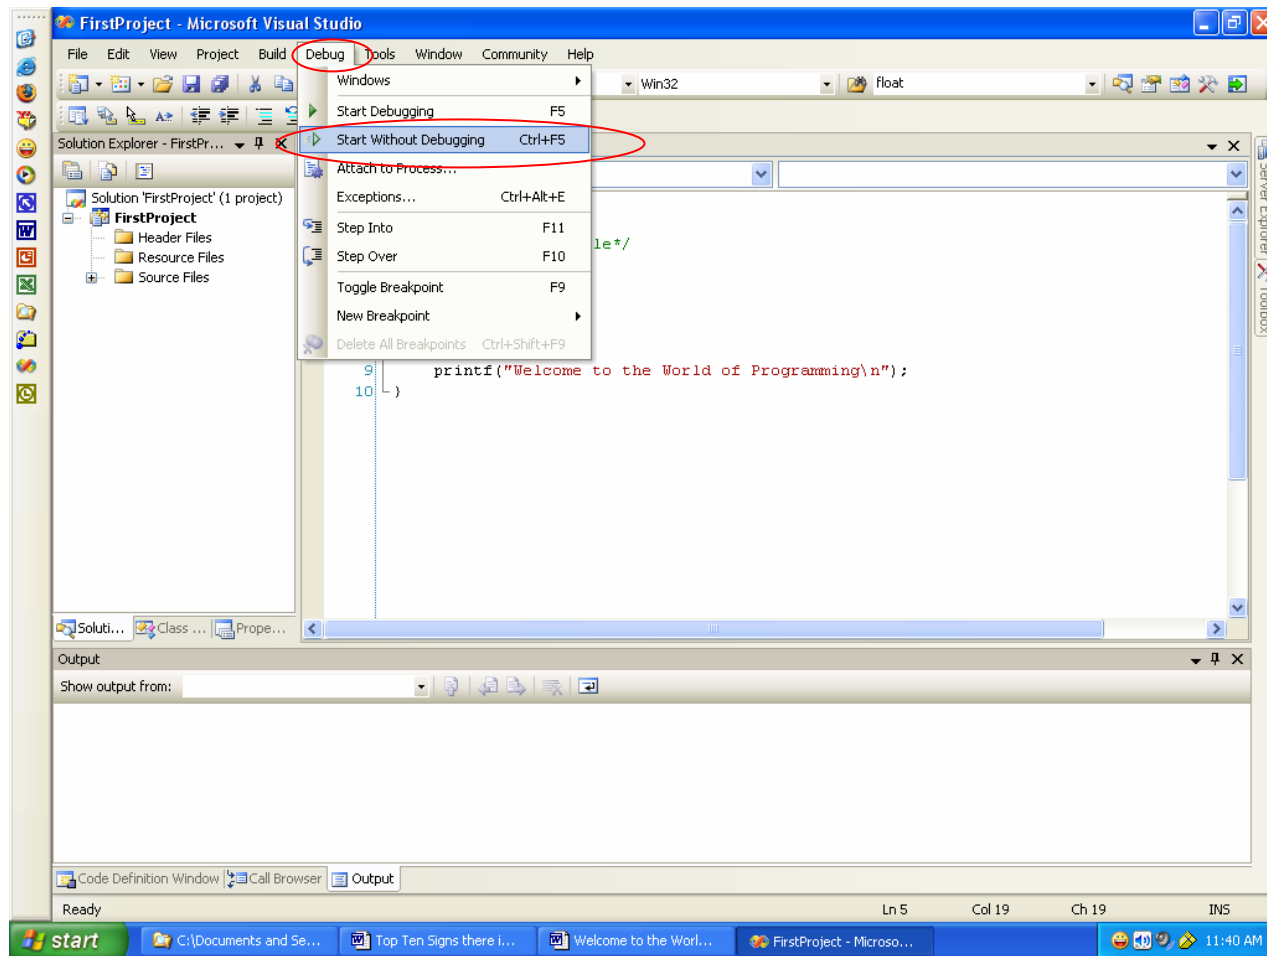 FirstProject - Microsoft Visual Studio
File Edit View Project Build Debug Tools Window Community Help
Win32 float
Windows
Start Debugging F5
Start Without Debugging Ctrl+F5
Attach to Process...
Exceptions... Ctrl+Alt+E
Step Into F11
Step Over F10
Toggle Breakpoint F9
New Breakpoint
Delete All Breakpoints Ctrl+Shift+F9
Solution Explorer - FirstPr...
Solution 'FirstProject' (1 project)
FirstProject
Header Files
Resource Files
Source Files
le*/
9 printf("Welcome to the World of Programming\n");
10 }
Server Explorer
Toolbox
Soluti... Class ... Prope...
Output
Show output from:
Code Definition Window Call Browser Output
Ready Ln 5 Col 19 Ch 19 INS
start C:\Documents and Se... Top Ten Signs there i... Welcome to the Worl... FirstProject - Microso... 11:40 AM